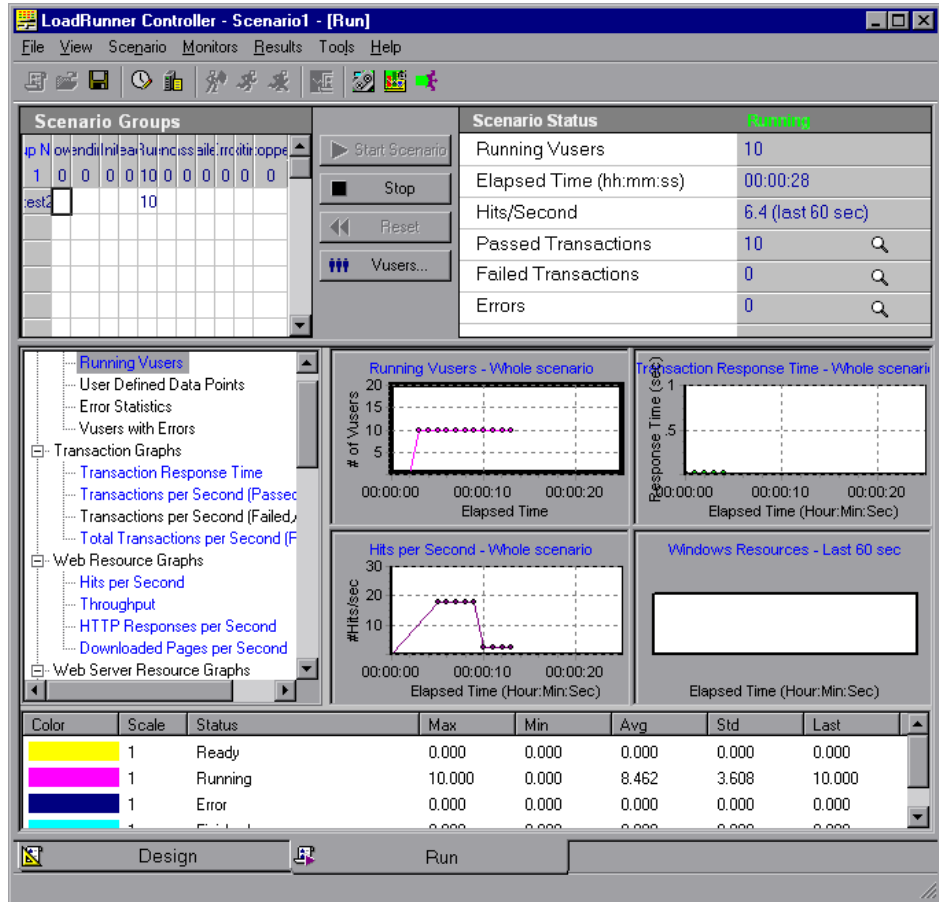 LoadRunner Controller - Scenario1 - [Run]
File View Scenario Monitors Results Tools Help
Scenario Groups
1 0 0 0 0 10 0 0 0 0 0 0
10
Start Scenario
Stop
Reset
Vusers...
Scenario Status Running
Running Vusers 10
Elapsed Time (hh:mm:ss) 00:00:28
Hits/Second 6.4 (last 60 sec)
Passed Transactions 10
Failed Transactions 0
Errors 0
Running Vusers
User Defined Data Points
Error Statistics
Vusers with Errors
Transaction Graphs
Transaction Response Time
Transactions per Second (Passed
Transactions per Second (Failed,
Total Transactions per Second (F
Web Resource Graphs
Hits per Second
Throughput
HTTP Responses per Second
Downloaded Pages per Second
Web Server Resource Graphs
Running Vusers - Whole scenario
# of Vusers
20
15
10
5
00:00:00 00:00:10 00:00:20
Elapsed Time
Transaction Response Time - Whole scenari
Response Time (sec)
1
.5
00:00:00 00:00:10 00:00:20
Elapsed Time (Hour:Min:Sec)
Hits per Second - Whole scenario
#Hits/sec
30
20
10
00:00:00 00:00:10 00:00:20
Elapsed Time (Hour:Min:Sec)
Windows Resources - Last 60 sec
Elapsed Time (Hour:Min:Sec)
Color Scale Status Max Min Avg Std Last
1 Ready 0.000 0.000 0.000 0.000 0.000
1 Running 10.000 0.000 8.462 3.608 10.000
1 Error 0.000 0.000 0.000 0.000 0.000
Design
Run